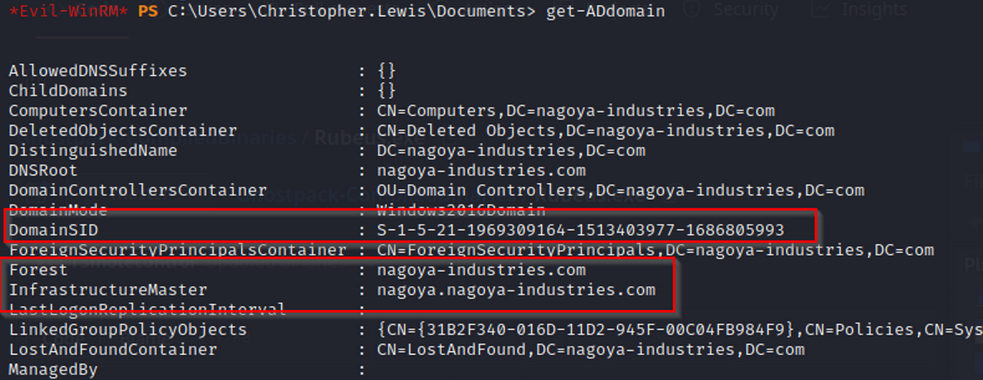 *Evil-WinRM* PS C:\Users\Christopher.Lewis\Documents> get-ADdomain
Security
Insights
AllowedDNSSuffixes : {}
ChildDomains : {}
ComputersContainer : CN=Computers,DC=nagoya-industries,DC=com
DeletedObjectsContainer : CN=Deleted Objects,DC=nagoya-industries,DC=com
DistinguishedName : DC=nagoya-industries,DC=com
DNSRoot : nagoya-industries.com
DomainControllersContainer : OU=Domain Controllers,DC=nagoya-industries,DC=com
DomainMode : Windows2016Domain
DomainSID : S-1-5-21-1969309164-1513403977-1686805993
ForeignSecurityPrincipalsContainer : CN=ForeignSecurityPrincipals,DC=nagoya-industries,DC=com
Forest : nagoya-industries.com
InfrastructureMaster : nagoya.nagoya-industries.com
LastLogonReplicationInterval :
LinkedGroupPolicyObjects : {CN={31B2F340-016D-11D2-945F-00C04FB984F9},CN=Policies,CN=Sys
LostAndFoundContainer : CN=LostAndFound,DC=nagoya-industries,DC=com
ManagedBy :